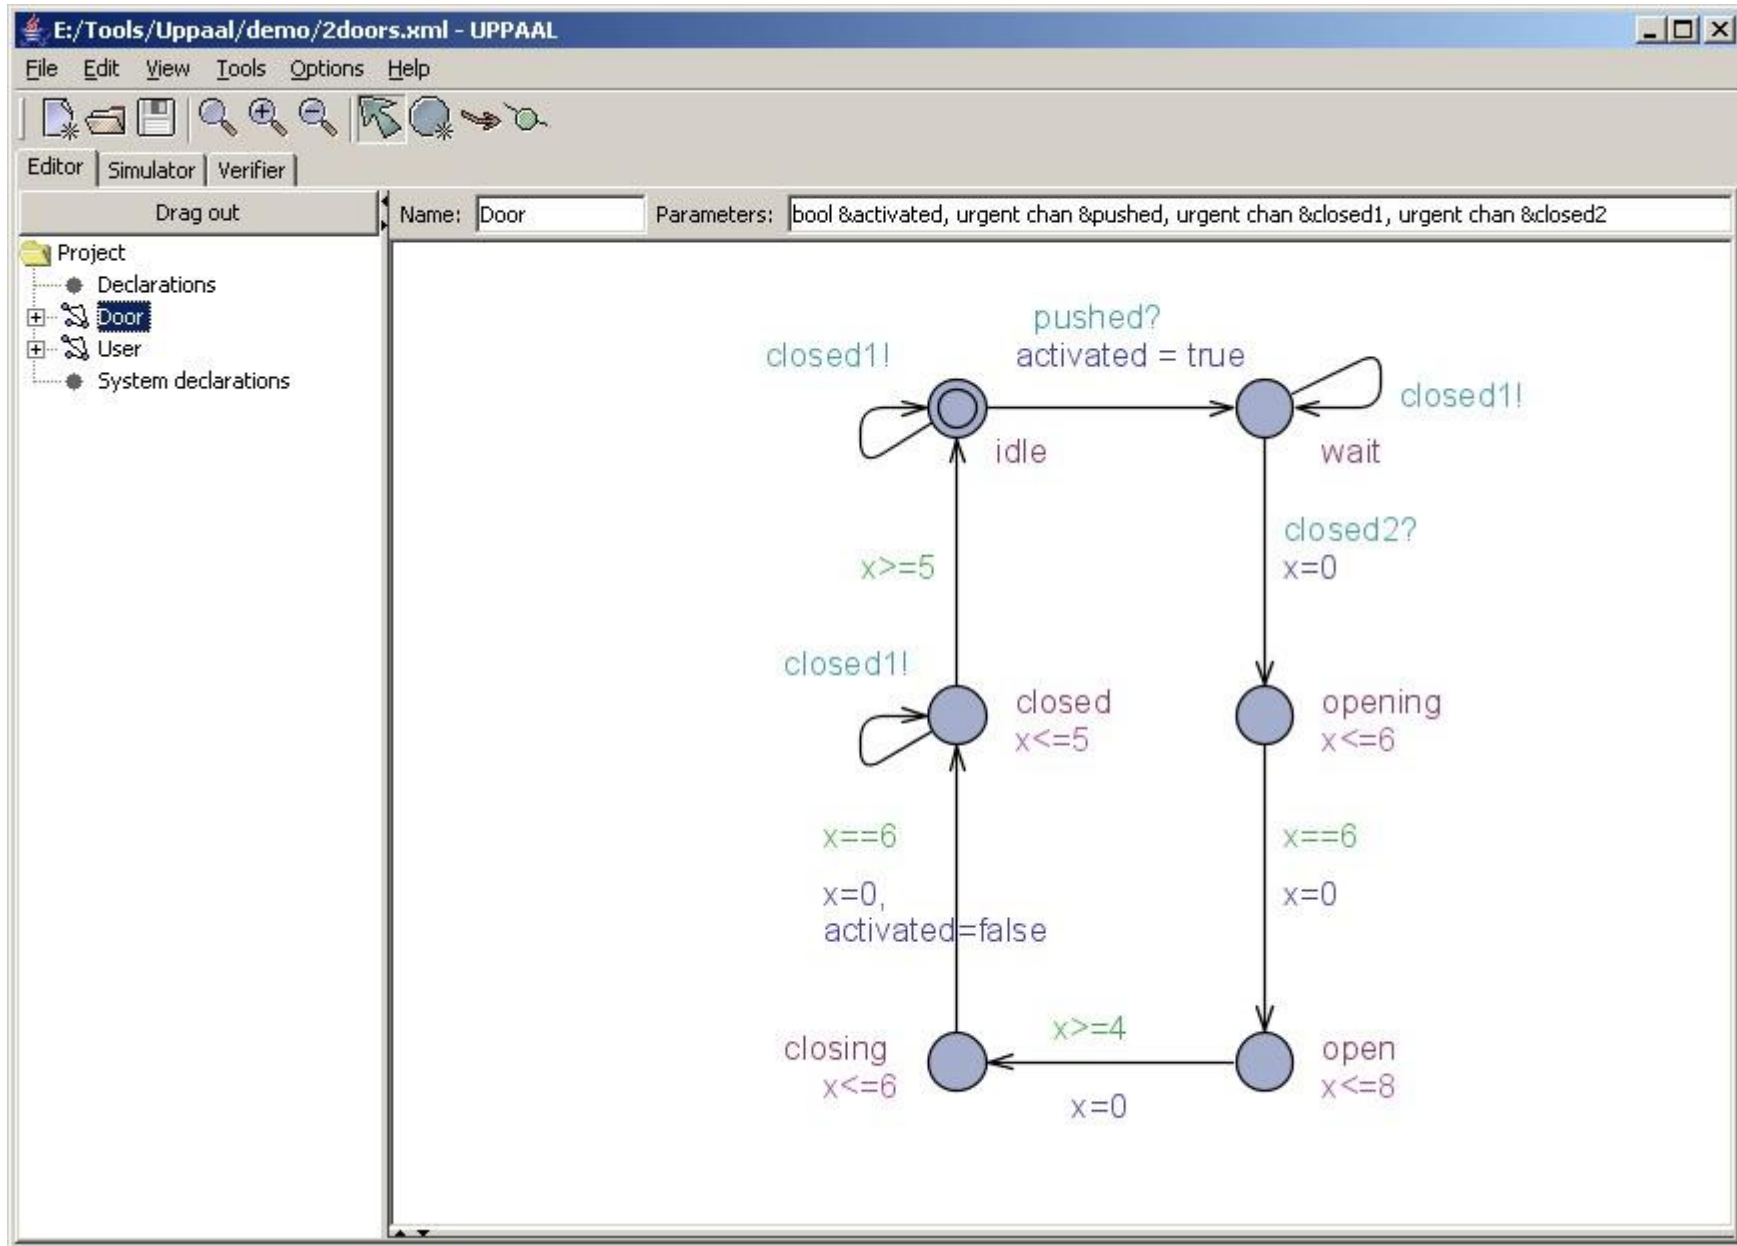 E:/Tools/Uppaal/demo/2doors.xml - UPPAAL
File Edit View Tools Options Help
Editor Simulator Verifier
Drag out
Name: Door Parameters: bool &activated, urgent chan &pushed, urgent chan &closed1, urgent chan &closed2
Project
Declarations
Door
User
System declarations
pushed?
closed1! activated = true
closed1!
idle wait
closed2?
x>=5 x=0
closed1!
closed opening
x<=5 x<=6
x==6 x==6
x=0, x=0
activated=false
x>=4
closing open
x<=6 x<=8
x=0